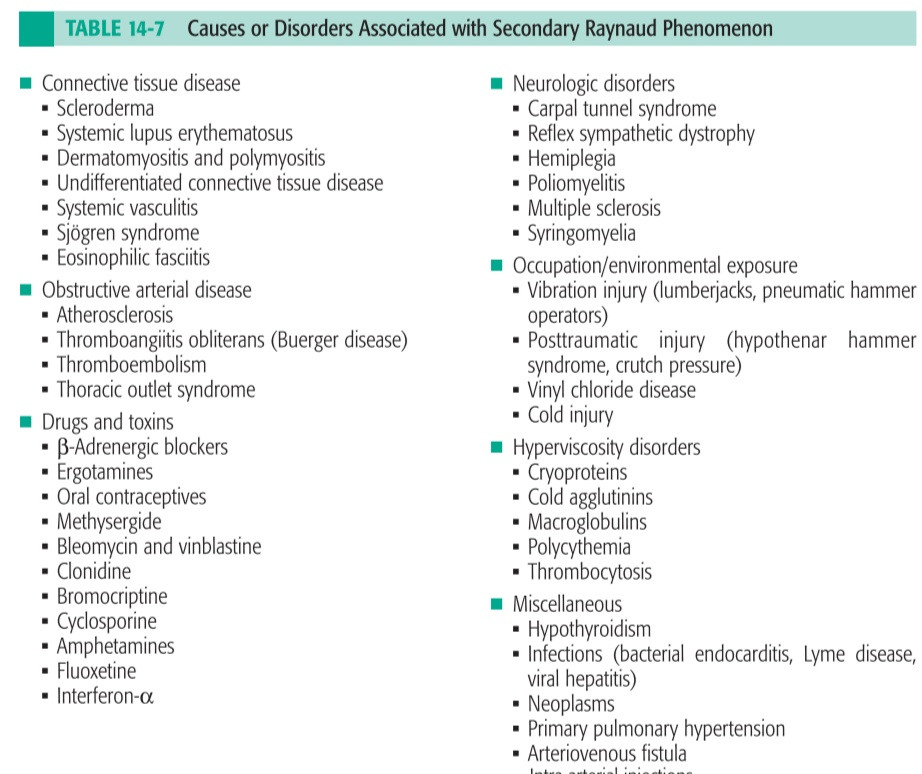 TABLE 14-7 Causes or Disorders Associated with Secondary Raynaud Phenomenon
■ Connective tissue disease
▪ Scleroderma
▪ Systemic lupus erythematosus
▪ Dermatomyositis and polymyositis
▪ Undifferentiated connective tissue disease
▪ Systemic vasculitis
▪ Sjögren syndrome
▪ Eosinophilic fasciitis
■ Obstructive arterial disease
▪ Atherosclerosis
▪ Thromboangiitis obliterans (Buerger disease)
▪ Thromboembolism
▪ Thoracic outlet syndrome
■ Drugs and toxins
▪ β-Adrenergic blockers
▪ Ergotamines
▪ Oral contraceptives
▪ Methysergide
▪ Bleomycin and vinblastine
▪ Clonidine
▪ Bromocriptine
▪ Cyclosporine
▪ Amphetamines
▪ Fluoxetine
▪ Interferon-α
■ Neurologic disorders
▪ Carpal tunnel syndrome
▪ Reflex sympathetic dystrophy
▪ Hemiplegia
▪ Poliomyelitis
▪ Multiple sclerosis
▪ Syringomyelia
■ Occupation/environmental exposure
▪ Vibration injury (lumberjacks, pneumatic hammer
operators)
▪ Posttraumatic injury (hypothenar hammer
syndrome, crutch pressure)
▪ Vinyl chloride disease
▪ Cold injury
■ Hyperviscosity disorders
▪ Cryoproteins
▪ Cold agglutinins
▪ Macroglobulins
▪ Polycythemia
▪ Thrombocytosis
■ Miscellaneous
▪ Hypothyroidism
▪ Infections (bacterial endocarditis, Lyme disease,
viral hepatitis)
▪ Neoplasms
▪ Primary pulmonary hypertension
▪ Arteriovenous fistula